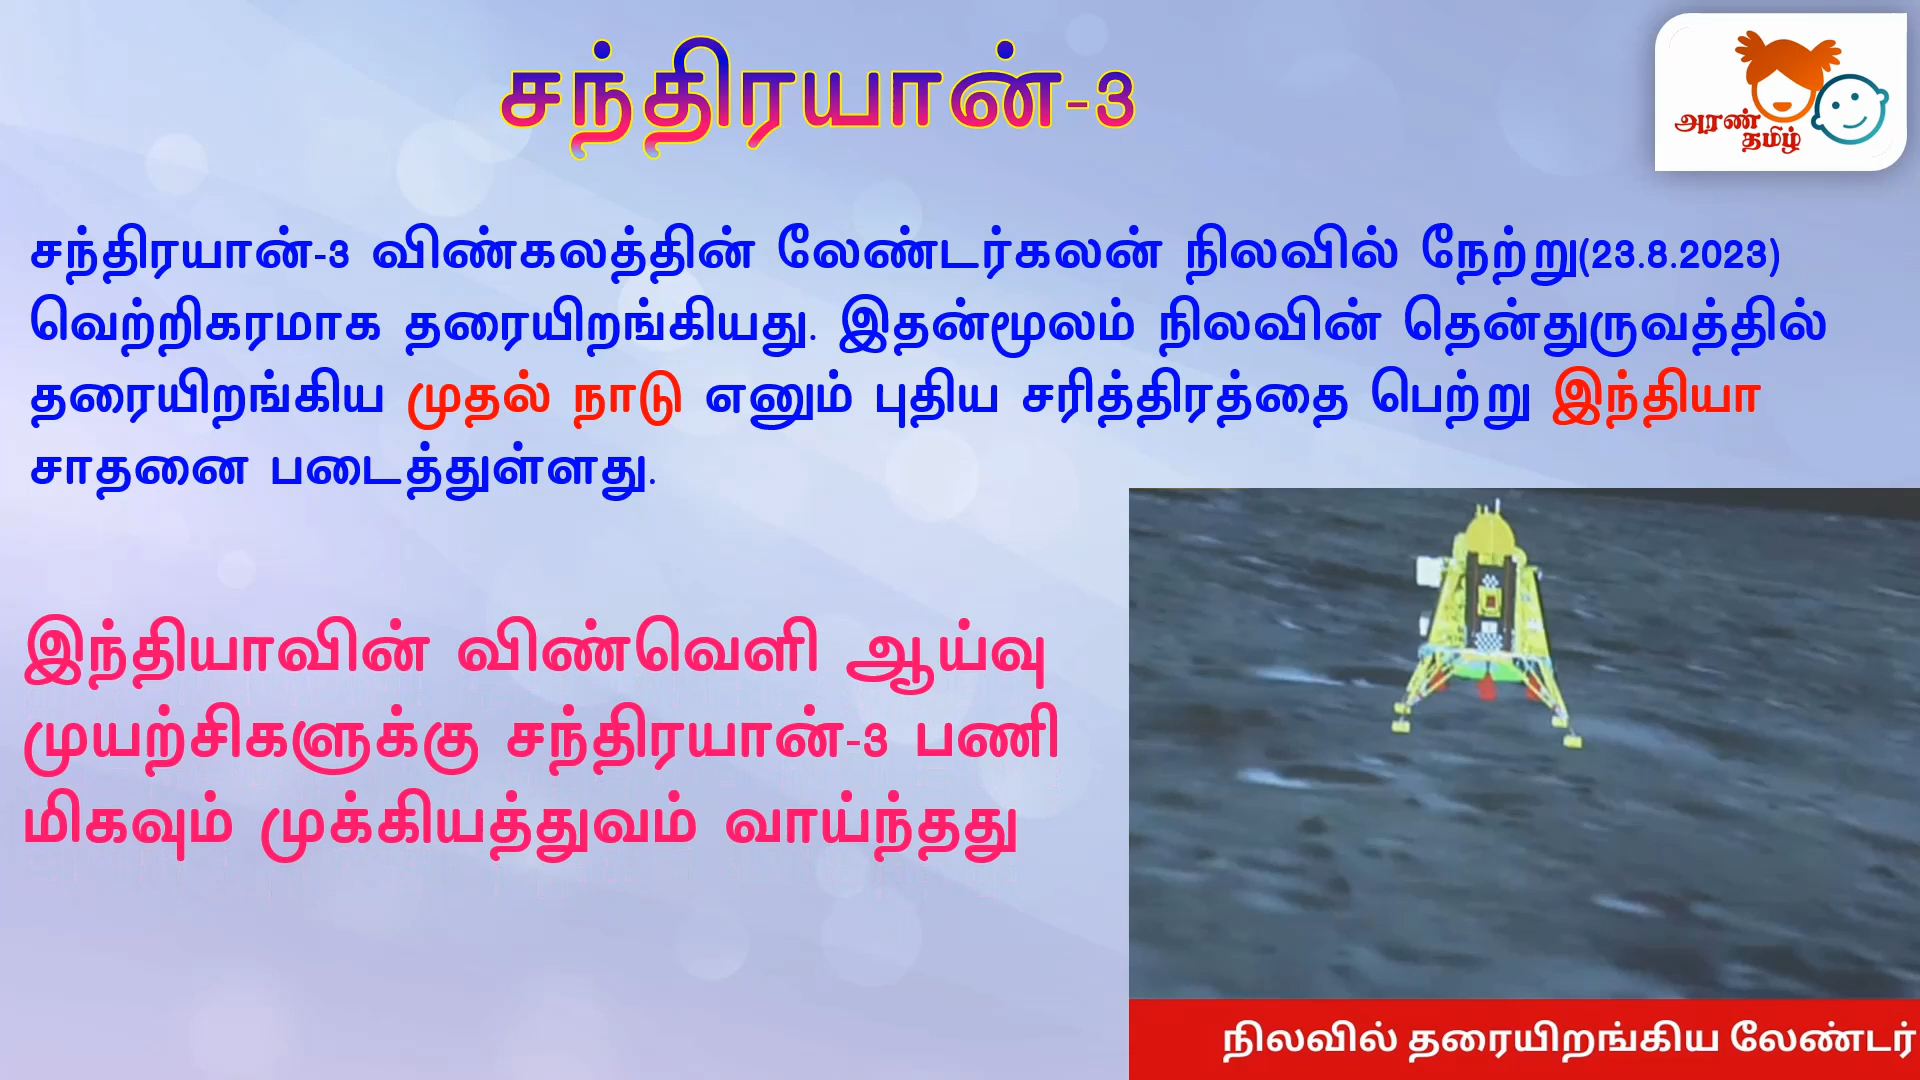 சந்திரயான்-3
அரண்
தமிழ்
சந்திரயான்-3 விண்கலத்தின் லேண்டர்கலன் நிலவில் நேற்று(23.8.2023)
வெற்றிகரமாக தரையிறங்கியது. இதன்மூலம் நிலவின் தென்துருவத்தில்
தரையிறங்கிய முதல் நாடு எனும் புதிய சரித்திரத்தை பெற்று இந்தியா
சாதனை படைத்துள்ளது.
இந்தியாவின் விண்வெளி ஆய்வு
முயற்சிகளுக்கு சந்திரயான்-3 பணி
மிகவும் முக்கியத்துவம் வாய்ந்தது
நிலவில் தரையிறங்கிய லேண்டர்